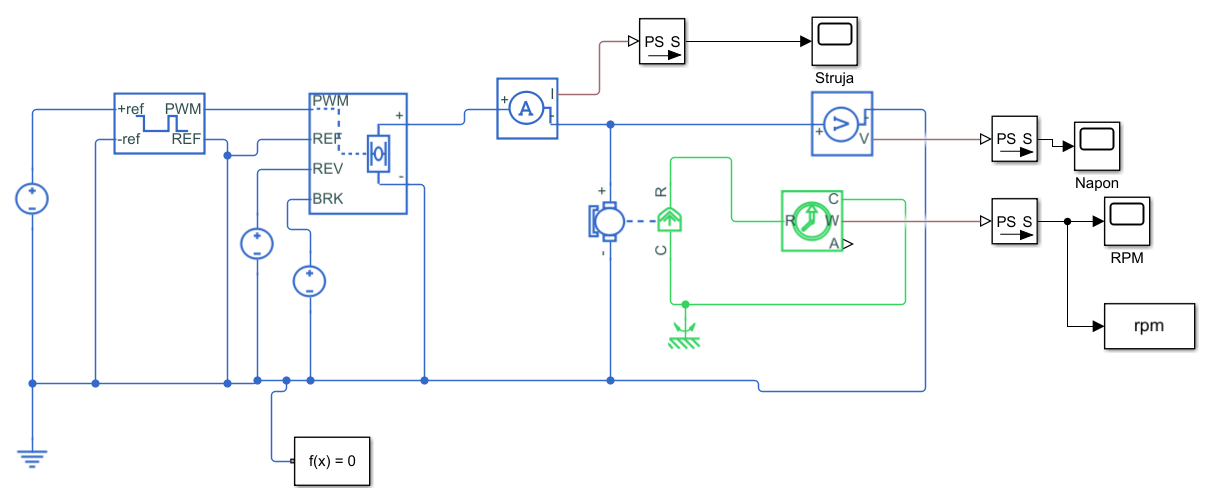 PS S
Struja
+ref PWM
-ref REF
PWM
REF
REV
BRK
+
-
+
A
I
-
+
V
-
V
PS S
Napon
+
-
R
C
R
C
W
A
PS S
RPM
rpm
f(x) = 0
+
-
+
-
+
-